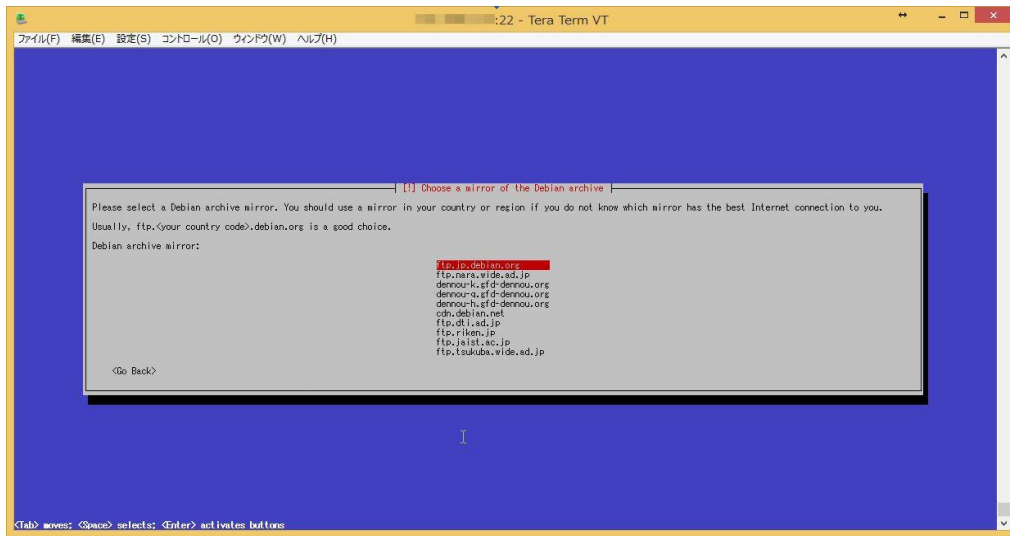 :22 - Tera Term VT
ファイル(F) 編集(E) 設定(S) コントロール(O) ウィンドウ(W) ヘルプ(H)
[!] Choose a mirror of the Debian archive
Please select a Debian archive mirror. You should use a mirror in your country or region if you do not know which mirror has the best Internet connection to you.
Usually, ftp.<your country code>.debian.org is a good choice.
Debian archive mirror:
ftp.jp.debian.org
ftp.nara.wide.ad.jp
dennou-k.gfd-dennou.org
dennou-q.gfd-dennou.org
dennou-h.gfd-dennou.org
cdn.debian.net
ftp.dti.ad.jp
ftp.riken.jp
ftp.jaist.ac.jp
ftp.tsukuba.wide.ad.jp
<Go Back>
<Tab> moves; <Space> selects; <Enter> activates buttons